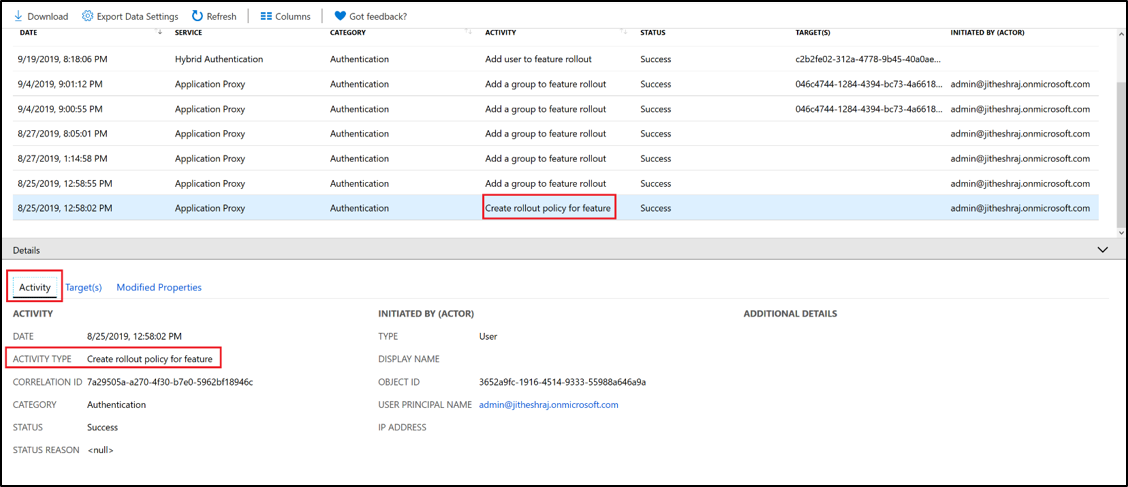 Download Export Data Settings Refresh Columns Got feedback?
DATE SERVICE CATEGORY ACTIVITY STATUS TARGET(S) INITIATED BY (ACTOR)
9/19/2019, 8:18:06 PM Hybrid Authentication Authentication Add user to feature rollout Success c2b2fe02-312a-4778-9b45-40a0ae...
9/4/2019, 9:01:12 PM Application Proxy Authentication Add a group to feature rollout Success 046c4744-1284-4394-bc73-4a6618... admin@jitheshraj.onmicrosoft.com
9/4/2019, 9:00:55 PM Application Proxy Authentication Add a group to feature rollout Success 046c4744-1284-4394-bc73-4a6618... admin@jitheshraj.onmicrosoft.com
8/27/2019, 8:05:01 PM Application Proxy Authentication Add a group to feature rollout Success admin@jitheshraj.onmicrosoft.com
8/27/2019, 1:14:58 PM Application Proxy Authentication Add a group to feature rollout Success admin@jitheshraj.onmicrosoft.com
8/25/2019, 12:58:55 PM Application Proxy Authentication Add a group to feature rollout Success admin@jitheshraj.onmicrosoft.com
8/25/2019, 12:58:02 PM Application Proxy Authentication Create rollout policy for feature Success admin@jitheshraj.onmicrosoft.com
Details
Activity Target(s) Modified Properties
ACTIVITY INITIATED BY (ACTOR) ADDITIONAL DETAILS
DATE 8/25/2019, 12:58:02 PM TYPE User
ACTIVITY TYPE Create rollout policy for feature DISPLAY NAME
CORRELATION ID 7a29505a-a270-4f30-b7e0-5962bf18946c OBJECT ID 3652a9fc-1916-4514-9333-55988a646a9a
CATEGORY Authentication USER PRINCIPAL NAME admin@jitheshraj.onmicrosoft.com
STATUS Success IP ADDRESS
STATUS REASON <null>